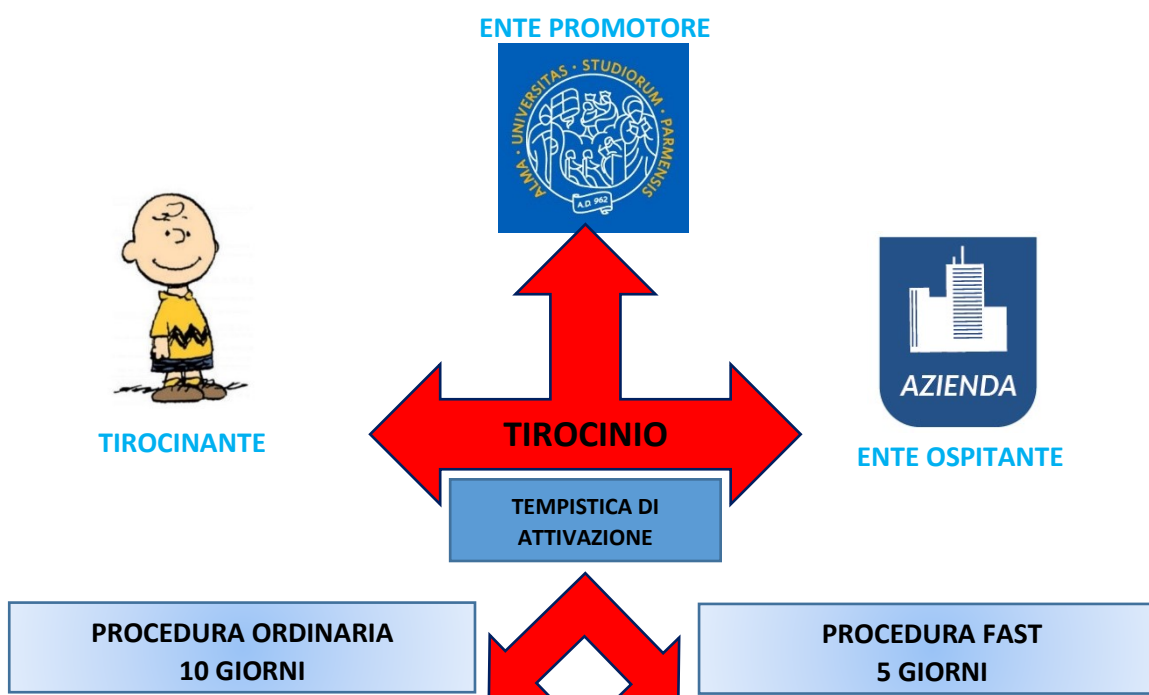 ENTE PROMOTORE
ALMA · UNIVERSITAS · STUDIORUM · PARMENSIS
A.D. 962
AZIENDA
TIROCINANTE
TIROCINIO
ENTE OSPITANTE
TEMPISTICA DI
ATTIVAZIONE
PROCEDURA ORDINARIA
10 GIORNI
PROCEDURA FAST
5 GIORNI